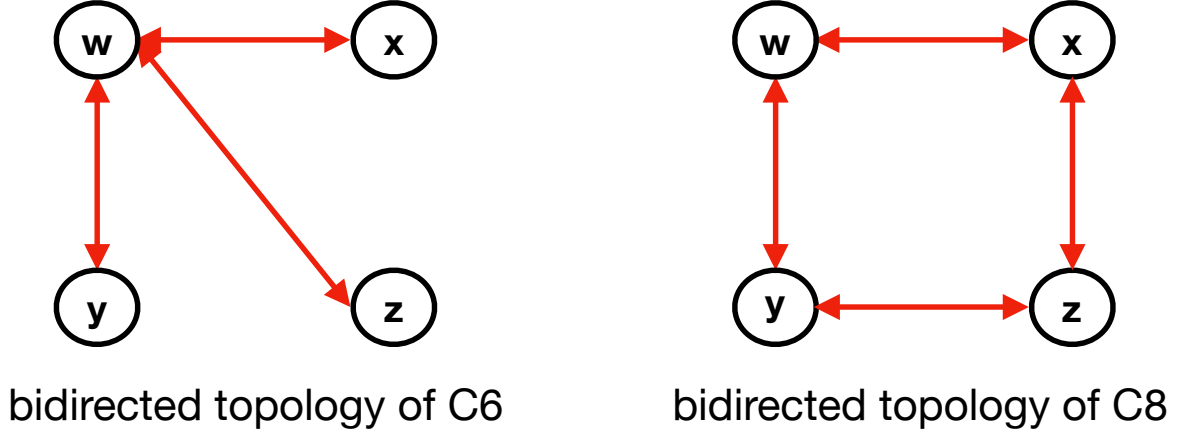 w x w x
y z y z
bidirected topology of C6 bidirected topology of C8